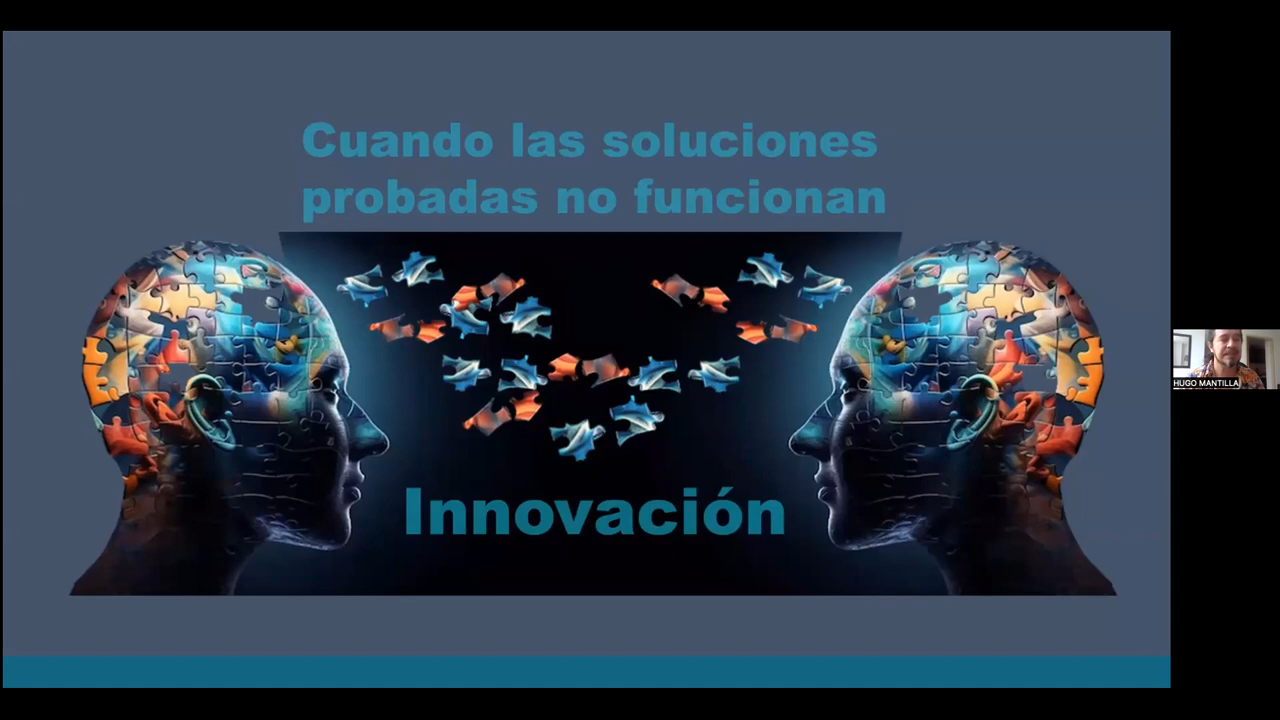 Cuando las soluciones
probadas no funcionan
Innovación
HUGO MANTILLA